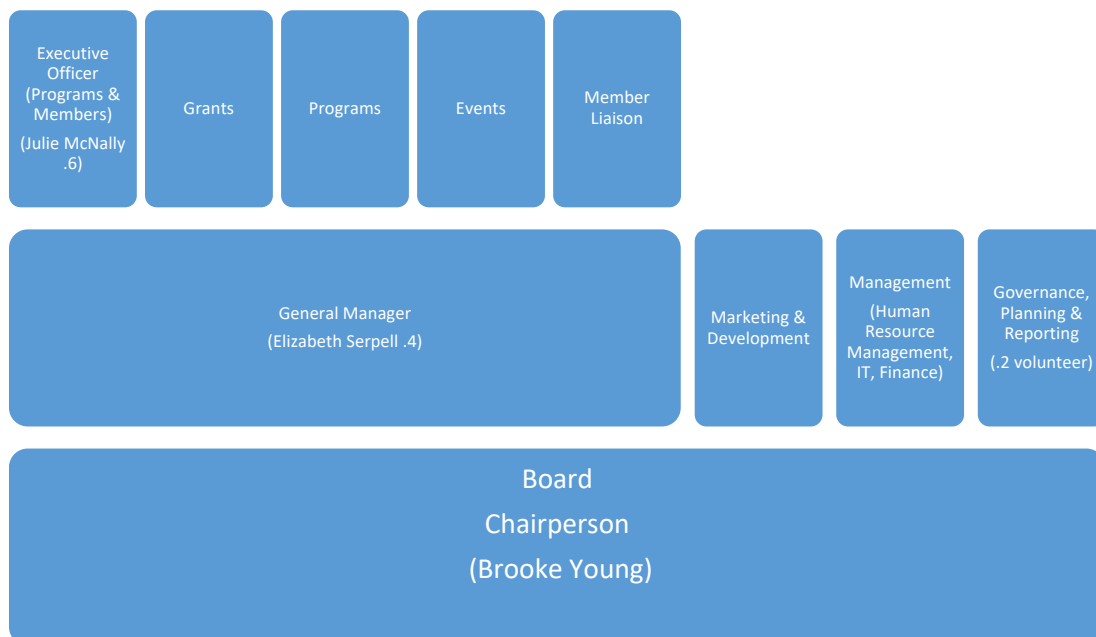 Executive
Officer
(Programs &
Members)
(Julie McNally
.6)
Grants
Programs
Events
Member
Liaison
General Manager
(Elizabeth Serpell .4)
Marketing &
Development
Management
(Human
Resource
Management,
IT, Finance)
Governance,
Planning &
Reporting
(.2 volunteer)
Board
Chairperson
(Brooke Young)